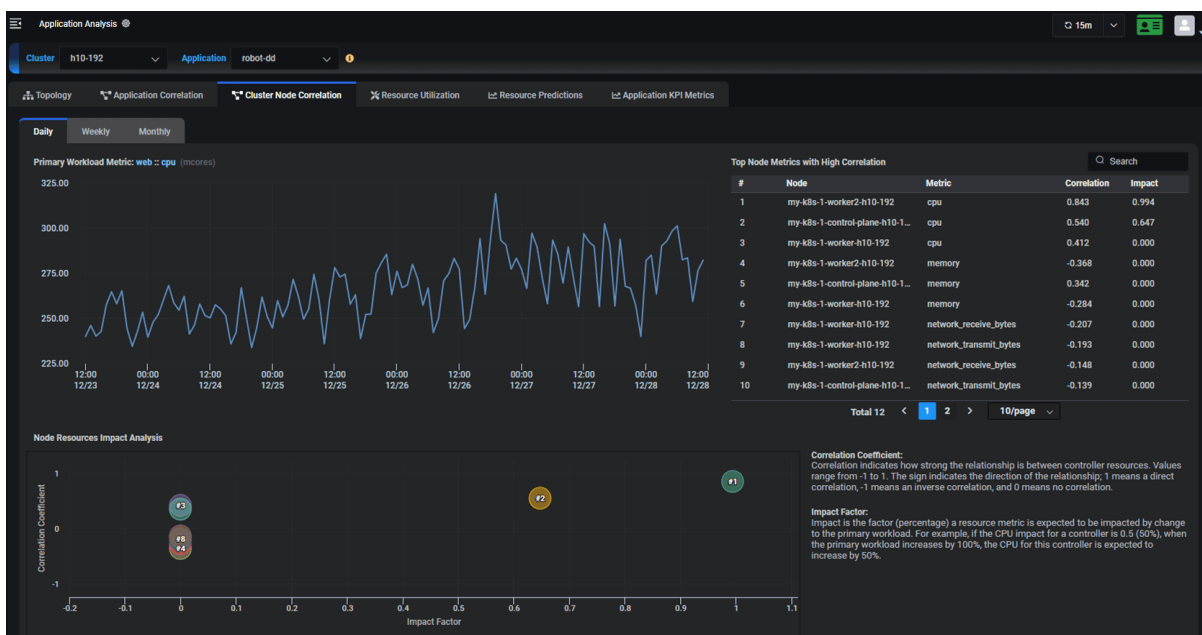 Application Analysis
15m
Cluster h10-192 Application robot-dd
Topology Application Correlation Cluster Node Correlation Resource Utilization Resource Predictions Application KPI Metrics
Daily Weekly Monthly
Primary Workload Metric: web :: cpu (mcores)
325.00
300.00
275.00
250.00
225.00
12:00 00:00 12:00 00:00 12:00 00:00 12:00 00:00 12:00 00:00 12:00
12/23 12/24 12/24 12/25 12/25 12/26 12/26 12/27 12/27 12/28 12/28
Top Node Metrics with High Correlation Search
# Node Metric Correlation Impact
1 my-k8s-1-worker2-h10-192 cpu 0.843 0.994
2 my-k8s-1-control-plane-h10-1... cpu 0.540 0.647
3 my-k8s-1-worker-h10-192 cpu 0.412 0.000
4 my-k8s-1-worker2-h10-192 memory -0.368 0.000
5 my-k8s-1-control-plane-h10-1... memory 0.342 0.000
6 my-k8s-1-worker-h10-192 memory -0.284 0.000
7 my-k8s-1-worker-h10-192 network_receive_bytes -0.207 0.000
8 my-k8s-1-worker-h10-192 network_transmit_bytes -0.193 0.000
9 my-k8s-1-worker2-h10-192 network_receive_bytes -0.148 0.000
10 my-k8s-1-control-plane-h10-1... network_transmit_bytes -0.139 0.000
Total 12 < 1 2 > 10/page
Node Resources Impact Analysis
Correlation Coefficient
1
0
-1
#1
#2
#3
#8
#4
-0.2 -0.1 0 0.1 0.2 0.3 0.4 0.5 0.6 0.7 0.8 0.9 1 1.1
Impact Factor
Correlation Coefficient:
Correlation indicates how strong the relationship is between controller resources. Values
range from -1 to 1. The sign indicates the direction of the relationship; 1 means a direct
correlation, -1 means an inverse correlation, and 0 means no correlation.
Impact Factor:
Impact is the factor (percentage) a resource metric is expected to be impacted by change
to the primary workload. For example, if the CPU impact for a controller is 0.5 (50%), when
the primary workload increases by 100%, the CPU for this controller is expected to
increase by 50%.